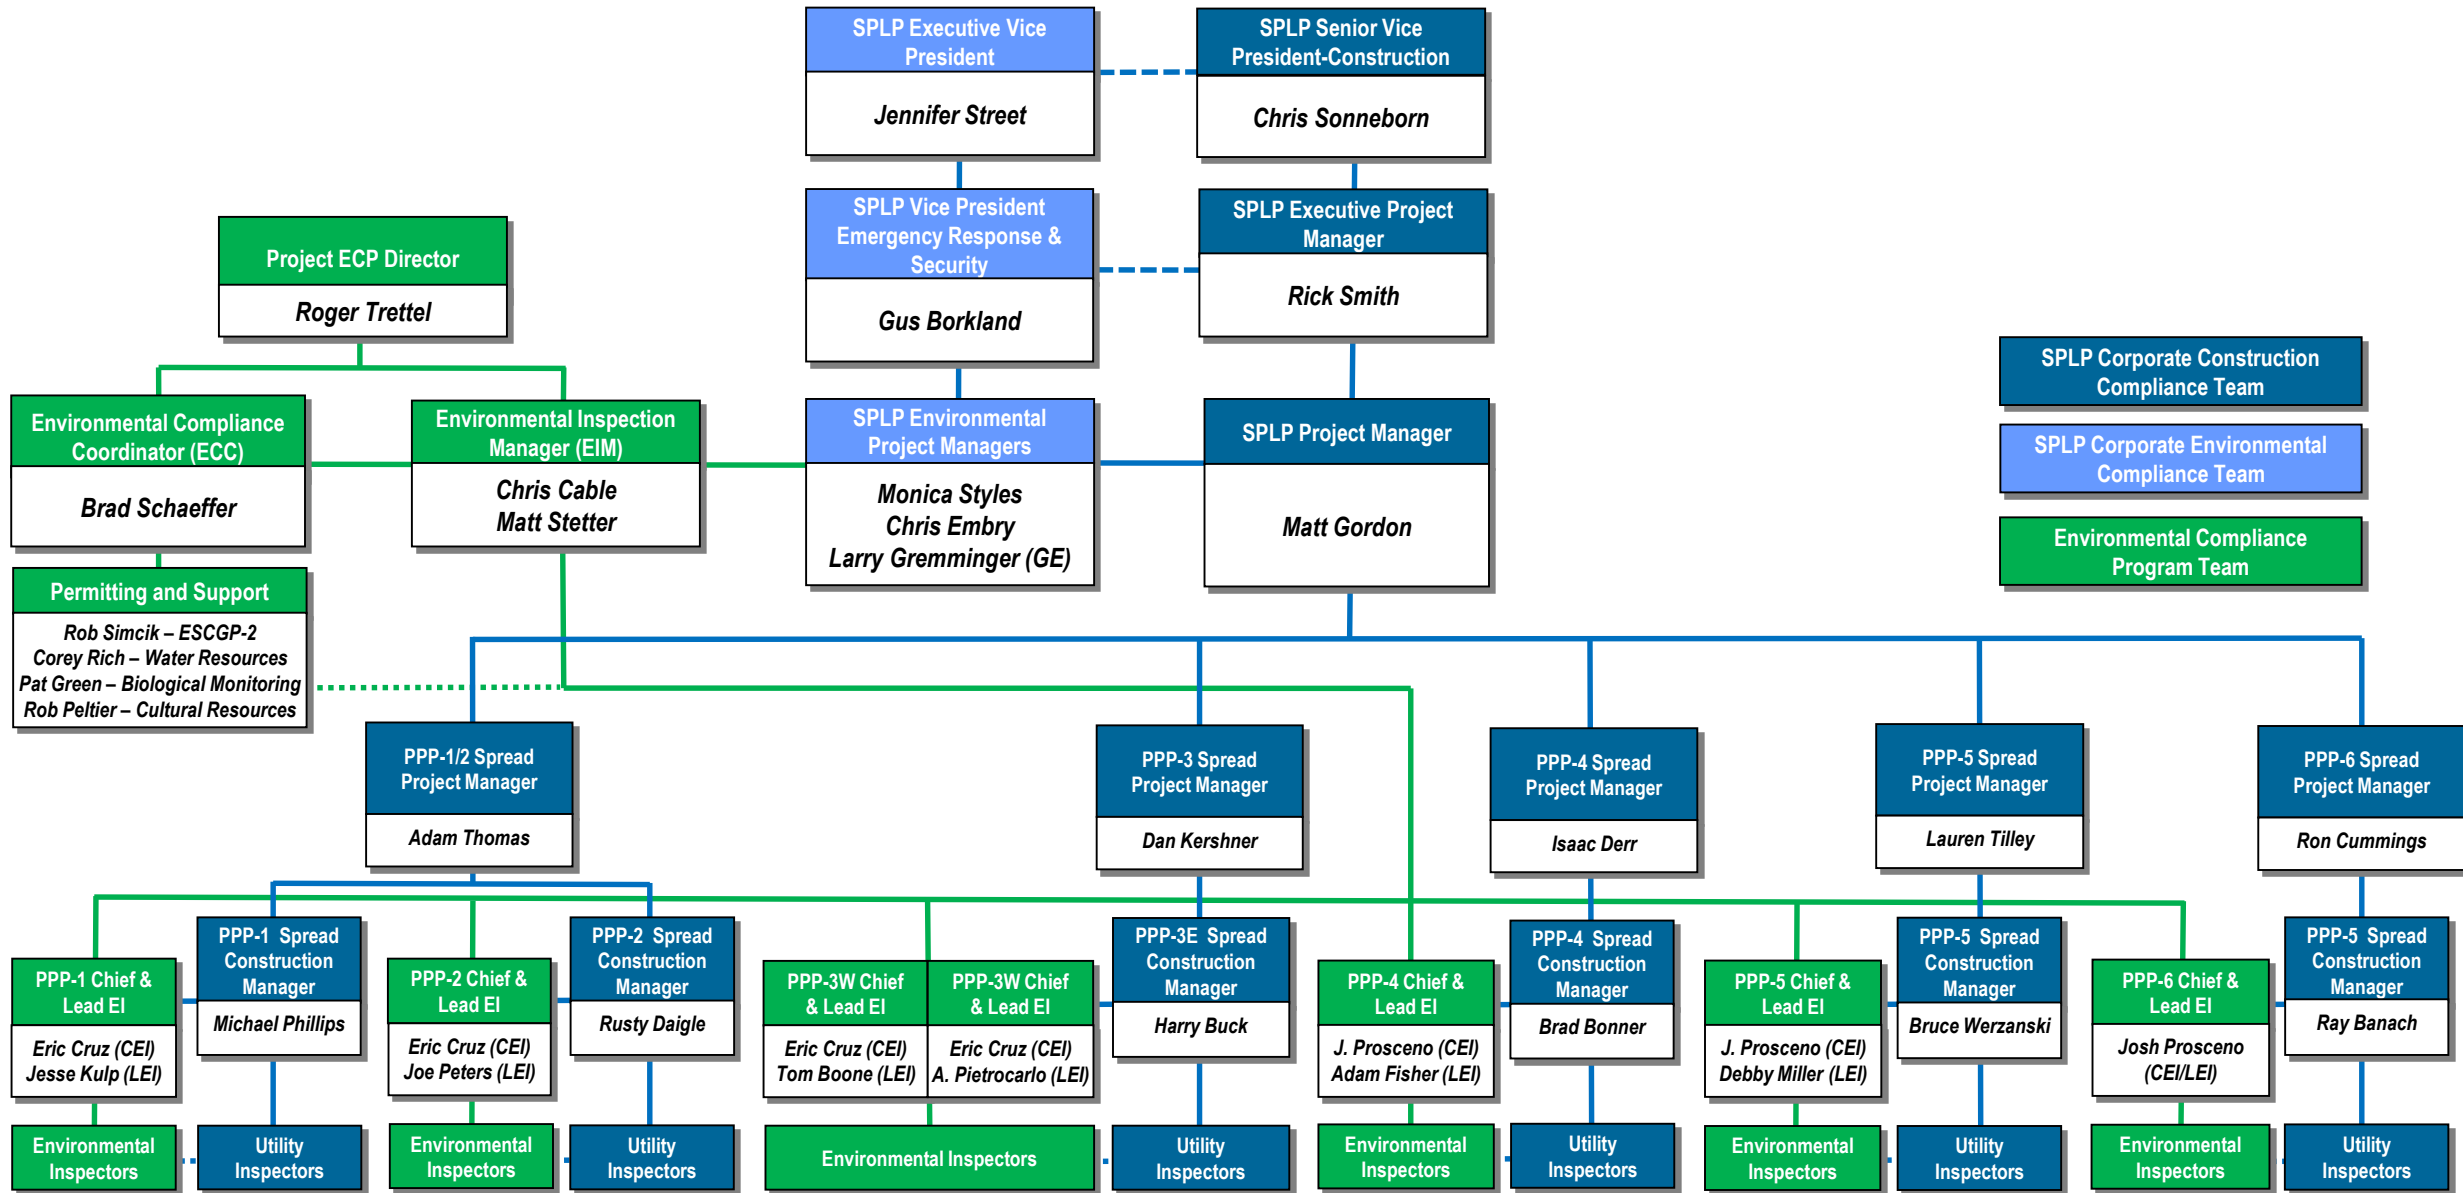 SPLP Executive Vice
President
Jennifer Street
SPLP Senior Vice
President-Construction
Chris Sonneborn
SPLP Vice President
Emergency Response &
Security
Gus Borkland
SPLP Executive Project
Manager
Rick Smith
Project ECP Director
Roger Trettel
SPLP Corporate Construction
Compliance Team
SPLP Corporate Environmental
Compliance Team
Environmental Compliance
Program Team
Environmental Compliance
Coordinator (ECC)
Brad Schaeffer
Environmental Inspection
Manager (EIM)
Chris Cable
Matt Stetter
SPLP Environmental
Project Managers
Monica Styles
Chris Embry
Larry Gremminger (GE)
SPLP Project Manager
Matt Gordon
Permitting and Support
Rob Simcik – ESCGP-2
Corey Rich – Water Resources
Pat Green – Biological Monitoring
Rob Peltier – Cultural Resources
PPP-1/2 Spread
Project Manager
Adam Thomas
PPP-3 Spread
Project Manager
Dan Kershner
PPP-4 Spread
Project Manager
Isaac Derr
PPP-5 Spread
Project Manager
Lauren Tilley
PPP-6 Spread
Project Manager
Ron Cummings
PPP-1 Chief &
Lead EI
Eric Cruz (CEI)
Jesse Kulp (LEI)
PPP-1 Spread
Construction
Manager
Michael Phillips
PPP-2 Chief &
Lead EI
Eric Cruz (CEI)
Joe Peters (LEI)
PPP-2 Spread
Construction
Manager
Rusty Daigle
PPP-3W Chief
& Lead EI
Eric Cruz (CEI)
Tom Boone (LEI)
PPP-3W Chief
& Lead EI
Eric Cruz (CEI)
A. Pietrocarlo (LEI)
PPP-3E Spread
Construction
Manager
Harry Buck
PPP-4 Chief &
Lead EI
J. Prosceno (CEI)
Adam Fisher (LEI)
PPP-4 Spread
Construction
Manager
Brad Bonner
PPP-5 Chief &
Lead EI
J. Prosceno (CEI)
Debby Miller (LEI)
PPP-5 Spread
Construction
Manager
Bruce Werzanski
PPP-6 Chief &
Lead EI
Josh Prosceno
(CEI/LEI)
PPP-5 Spread
Construction
Manager
Ray Banach
Environmental
Inspectors
Utility
Inspectors
Environmental
Inspectors
Utility
Inspectors
Environmental Inspectors
Utility
Inspectors
Environmental
Inspectors
Utility
Inspectors
Environmental
Inspectors
Utility
Inspectors
Environmental
Inspectors
Utility
Inspectors